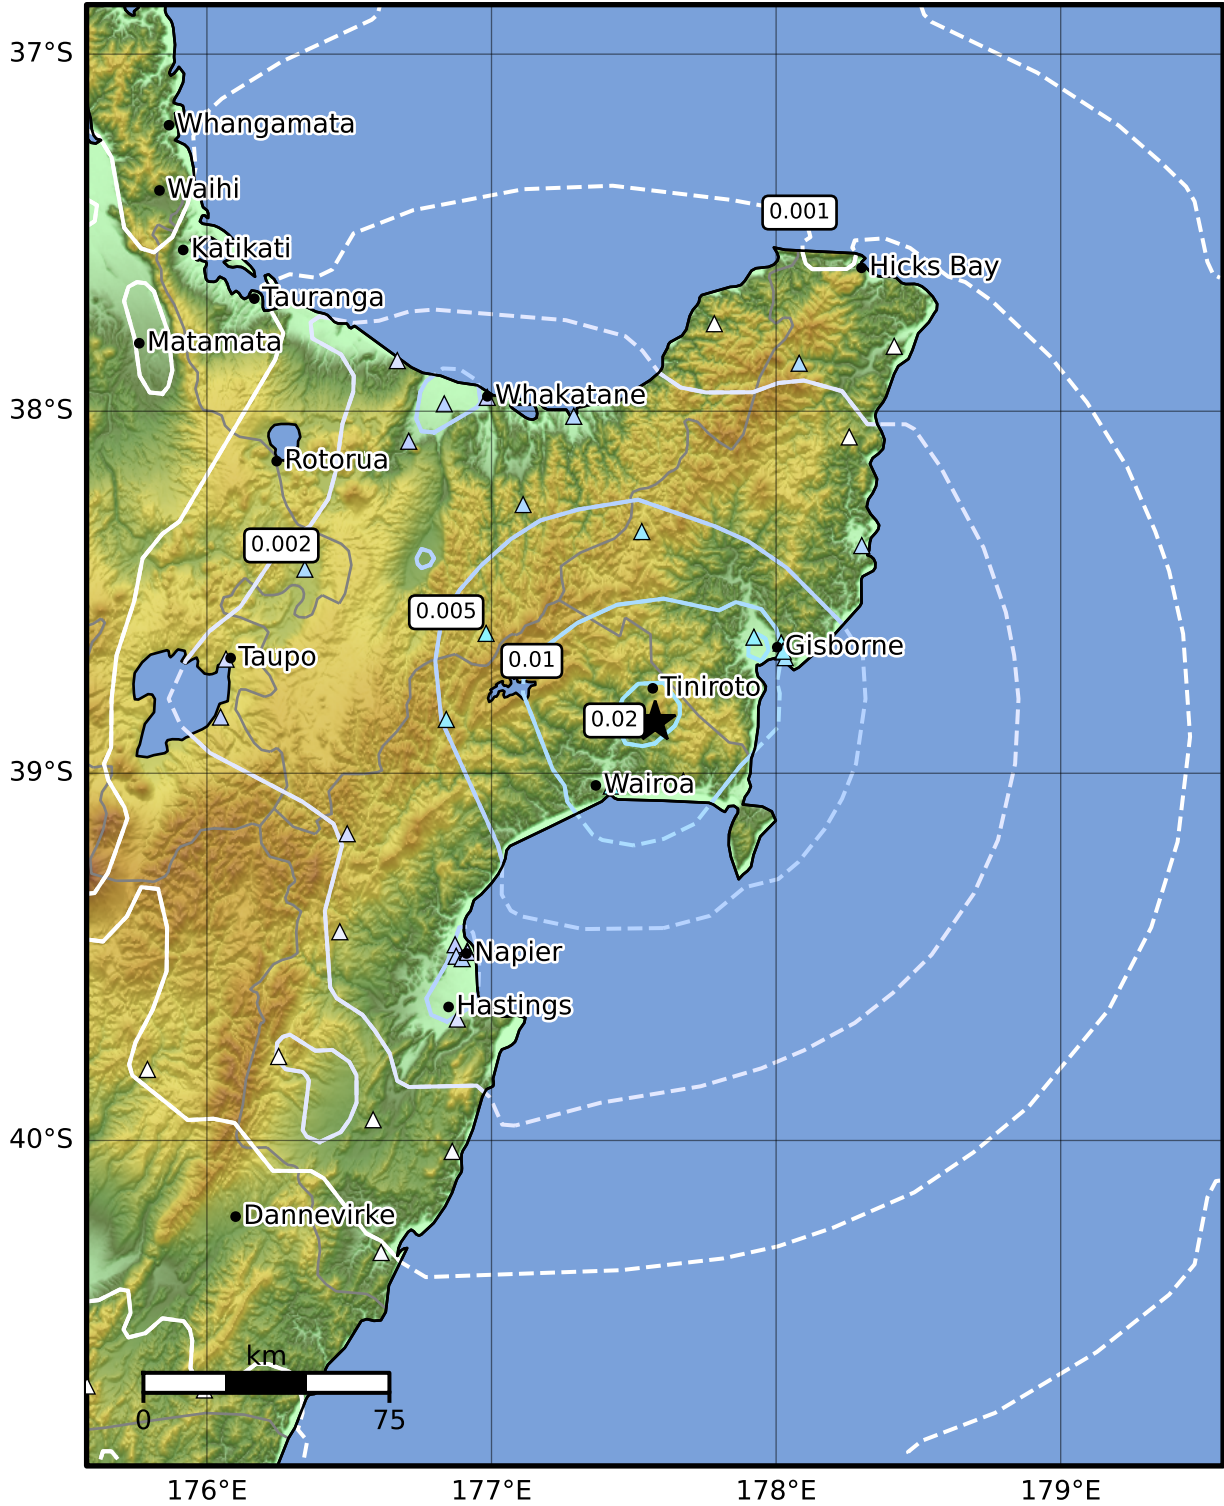 37°S
Whangamata
Waihi
0.001
Katikati
Hicks Bay
Tauranga
Matamata
Whakatane
38°S
Rotorua
0.002
0.005
Gisborne
Taupo
0.01
Tiniroto
0.02
39°S
Wairoa
Napier
Hastings
40°S
Dannevirke
km
0 75
176°E 177°E 178°E 179°E